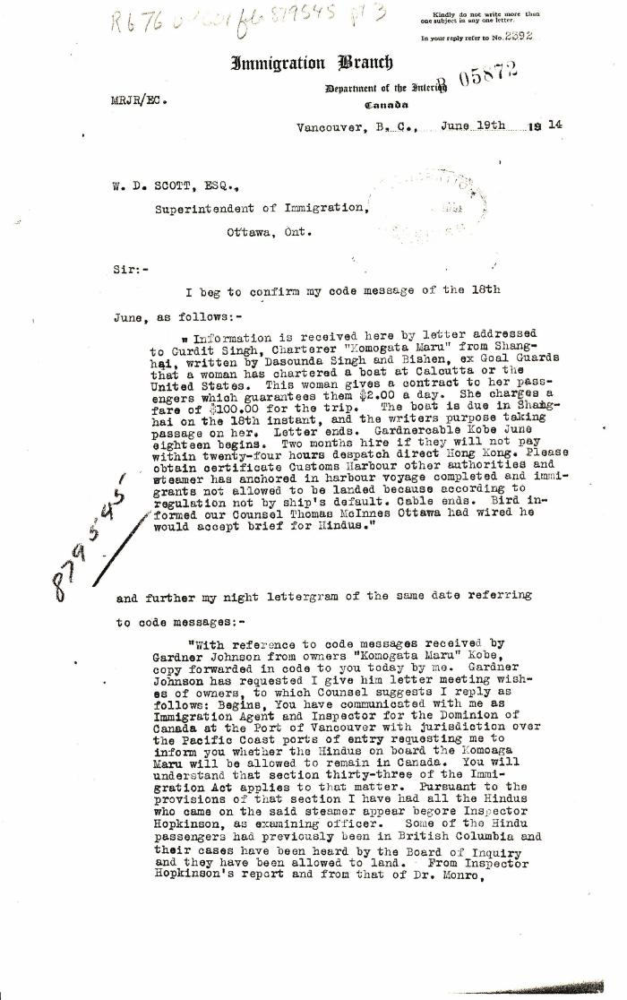 Kindly do not write more than
one subject in any one letter.
In your reply refer to No. 2392
Immigration Branch
Department of the Interior
05872
Canada
MRJR/EC.
Vancouver, B. C., June 19th 19 14
W. D. SCOTT, ESQ.,
Superintendent of Immigration,
Ottawa, Ont.
Sir:-
I beg to confirm my code message of the 18th
June, as follows:-
" Information is received here by letter addressed
to Gurdit Singh, Charterer "Komogata Maru" from Shang-
hai, written by Dasounda Singh and Bishen, ex Goal Guards
that a woman has chartered a boat at Calcutta or the
United States. This woman gives a contract to her pass-
engers which guarantees them $2.00 a day. She charges a
fare of $100.00 for the trip. The boat is due in Shang-
hai on the 18th instant, and the writers purpose taking
passage on her. Letter ends. Gardnercable Kobe June
eighteen begins. Two months hire if they will not pay
within twenty-four hours despatch direct Hong Kong. Please
obtain certificate Customs Harbour other authorities and
steamer has anchored in harbour voyage completed and immi-
grants not allowed to be landed because according to
regulation not by ship's default. Cable ends. Bird in-
formed our Counsel Thomas McInnes Ottawa had wired he
would accept brief for Hindus."
879545
and further my night lettergram of the same date referring
to code messages:-
"With reference to code messages received by
Gardner Johnson from owners "Komogata Maru" Kobe,
copy forwarded in code to you today by me. Gardner
Johnson has requested I give him letter meeting wish-
es of owners, to which Counsel suggests I reply as
follows: Begins, You have communicated with me as
Immigration Agent and Inspector for the Dominion of
Canada at the Port of Vancouver with jurisdiction over
the Pacific Coast ports of entry requesting me to
inform you whether the Hindus on board the Komoaga
Maru will be allowed to remain in Canada. You will
understand that section thirty-three of the Immi-
gration Act applies to that matter. Pursuant to the
provisions of that section I have had all the Hindus
who came on the said steamer appear begore Inspector
Hopkinson, as examining officer. Some of the Hindu
passengers had previously been in British Columbia and
their cases have been heard by the Board of Inquiry
and they have been allowed to land. From Inspector
Hopkinson's report and from that of Dr. Monro,